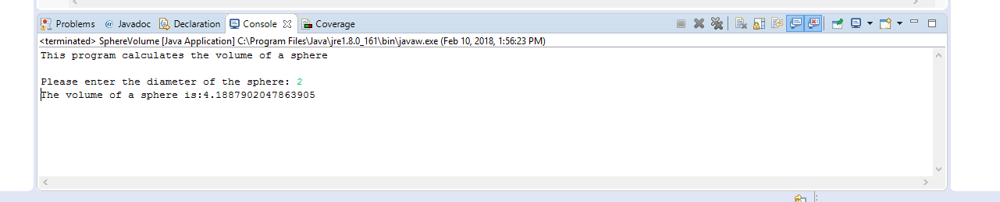 Problems @ Javadoc Declaration Console Coverage
<terminated> SphereVolume [Java Application] C:\Program Files\Java\jre1.8.0_161\bin\javaw.exe (Feb 10, 2018, 1:56:23 PM)
This program calculates the volume of a sphere
Please enter the diameter of the sphere: 2
The volume of a sphere is:4.1887902047863905